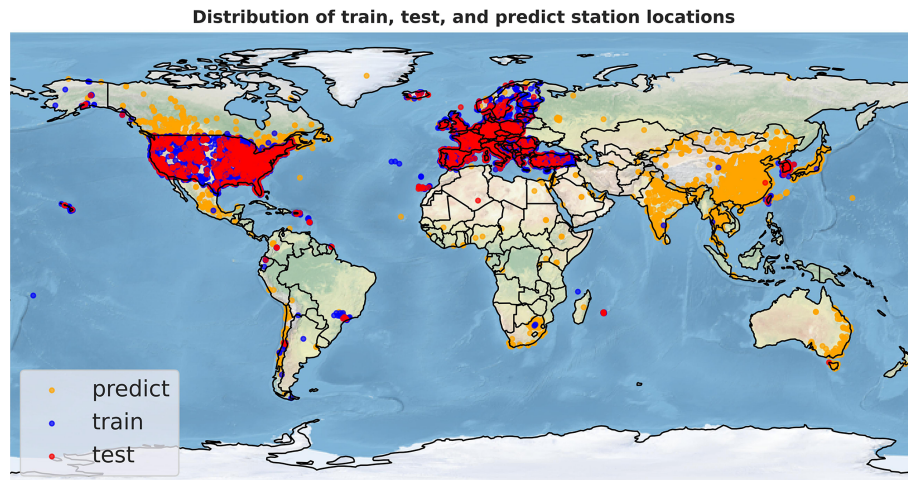 Distribution of train, test, and predict station locations
predict
train
test